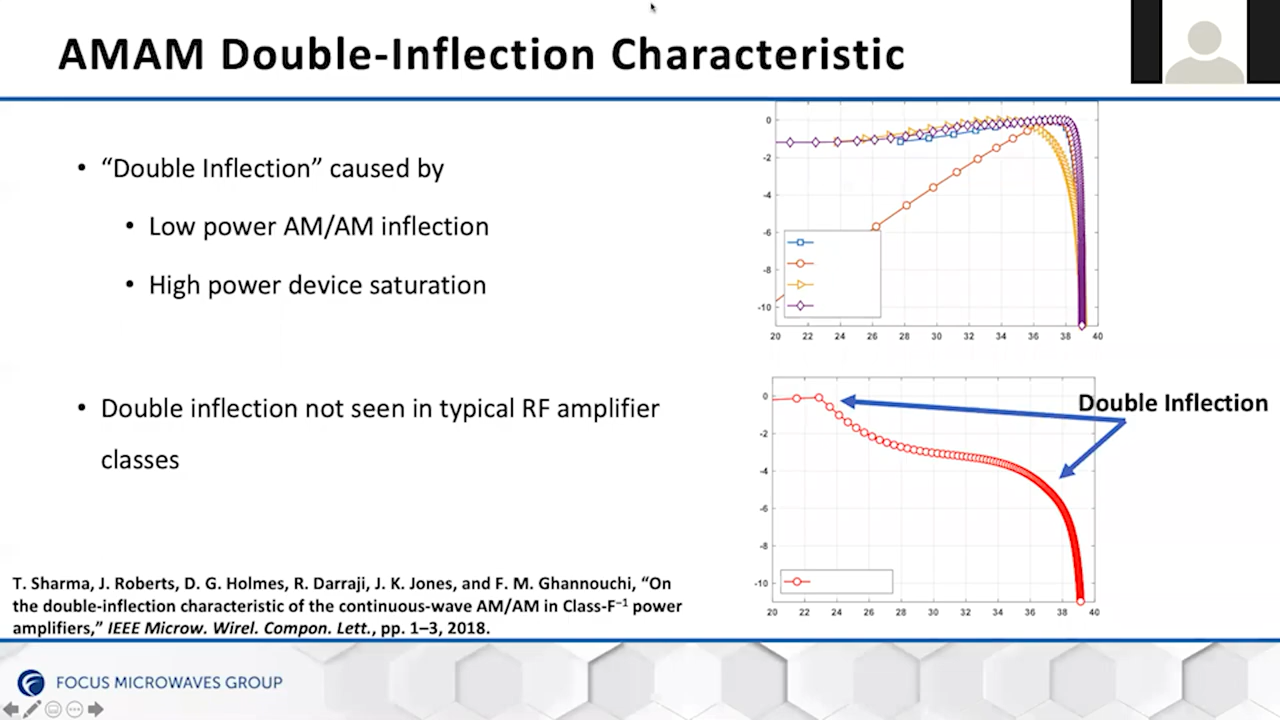 AMAM Double-Inflection Characteristic
• “Double Inflection” caused by
• Low power AM/AM inflection
• High power device saturation
• Double inflection not seen in typical RF amplifier
classes
0
-2
-4
-6
-8
-10
20 22 24 26 28 30 32 34 36 38 40
Double Inflection
0
-2
-4
-6
-8
-10
20 22 24 26 28 30 32 34 36 38 40
T. Sharma, J. Roberts, D. G. Holmes, R. Darraji, J. K. Jones, and F. M. Ghannouchi, “On
the double-inflection characteristic of the continuous-wave AM/AM in Class-F⁻¹ power
amplifiers,” IEEE Microw. Wirel. Compon. Lett., pp. 1–3, 2018.
FOCUS MICROWAVES GROUP